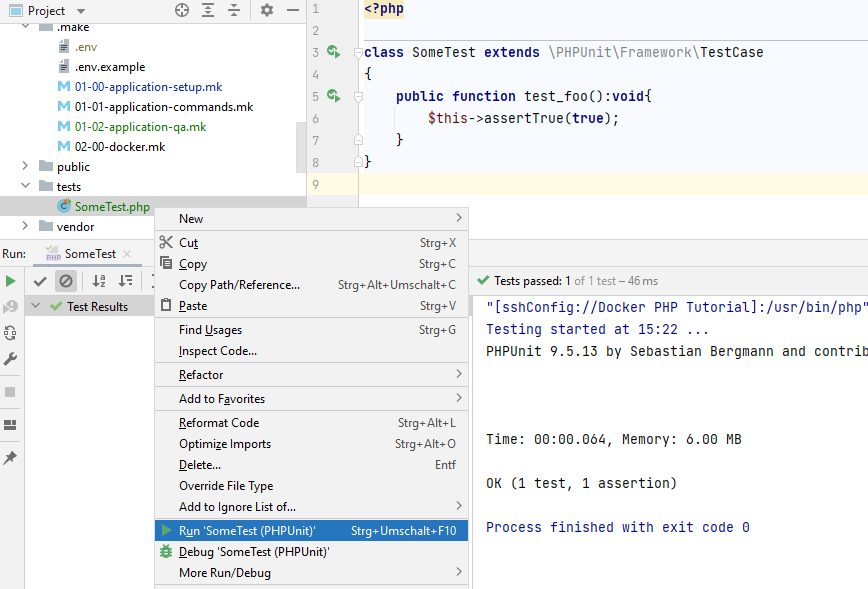 Project
.make
.env
.env.example
01-00-application-setup.mk
01-01-application-commands.mk
01-02-application-qa.mk
02-00-docker.mk
public
tests
SomeTest.php
vendor
1 <?php
2
3 class SomeTest extends \PHPUnit\Framework\TestCase
4 {
5 public function test_foo():void{
6 $this->assertTrue(true);
7 }
8 }
9
Run: PHP SomeTest
Test Results
New
Cut Strg+X
Copy Strg+C
Copy Path/Reference... Strg+Alt+Umschalt+C
Paste Strg+V
Find Usages Strg+G
Inspect Code...
Refactor
Add to Favorites
Reformat Code Strg+Alt+L
Optimize Imports Strg+Alt+O
Delete... Entf
Override File Type
Add to Ignore List of...
Run 'SomeTest (PHPUnit)' Strg+Umschalt+F10
Debug 'SomeTest (PHPUnit)'
More Run/Debug
Tests passed: 1 of 1 test – 46 ms
"[sshConfig://Docker PHP Tutorial]:/usr/bin/php"
Testing started at 15:22 ...
PHPUnit 9.5.13 by Sebastian Bergmann and contrib
Time: 00:00.064, Memory: 6.00 MB
OK (1 test, 1 assertion)
Process finished with exit code 0